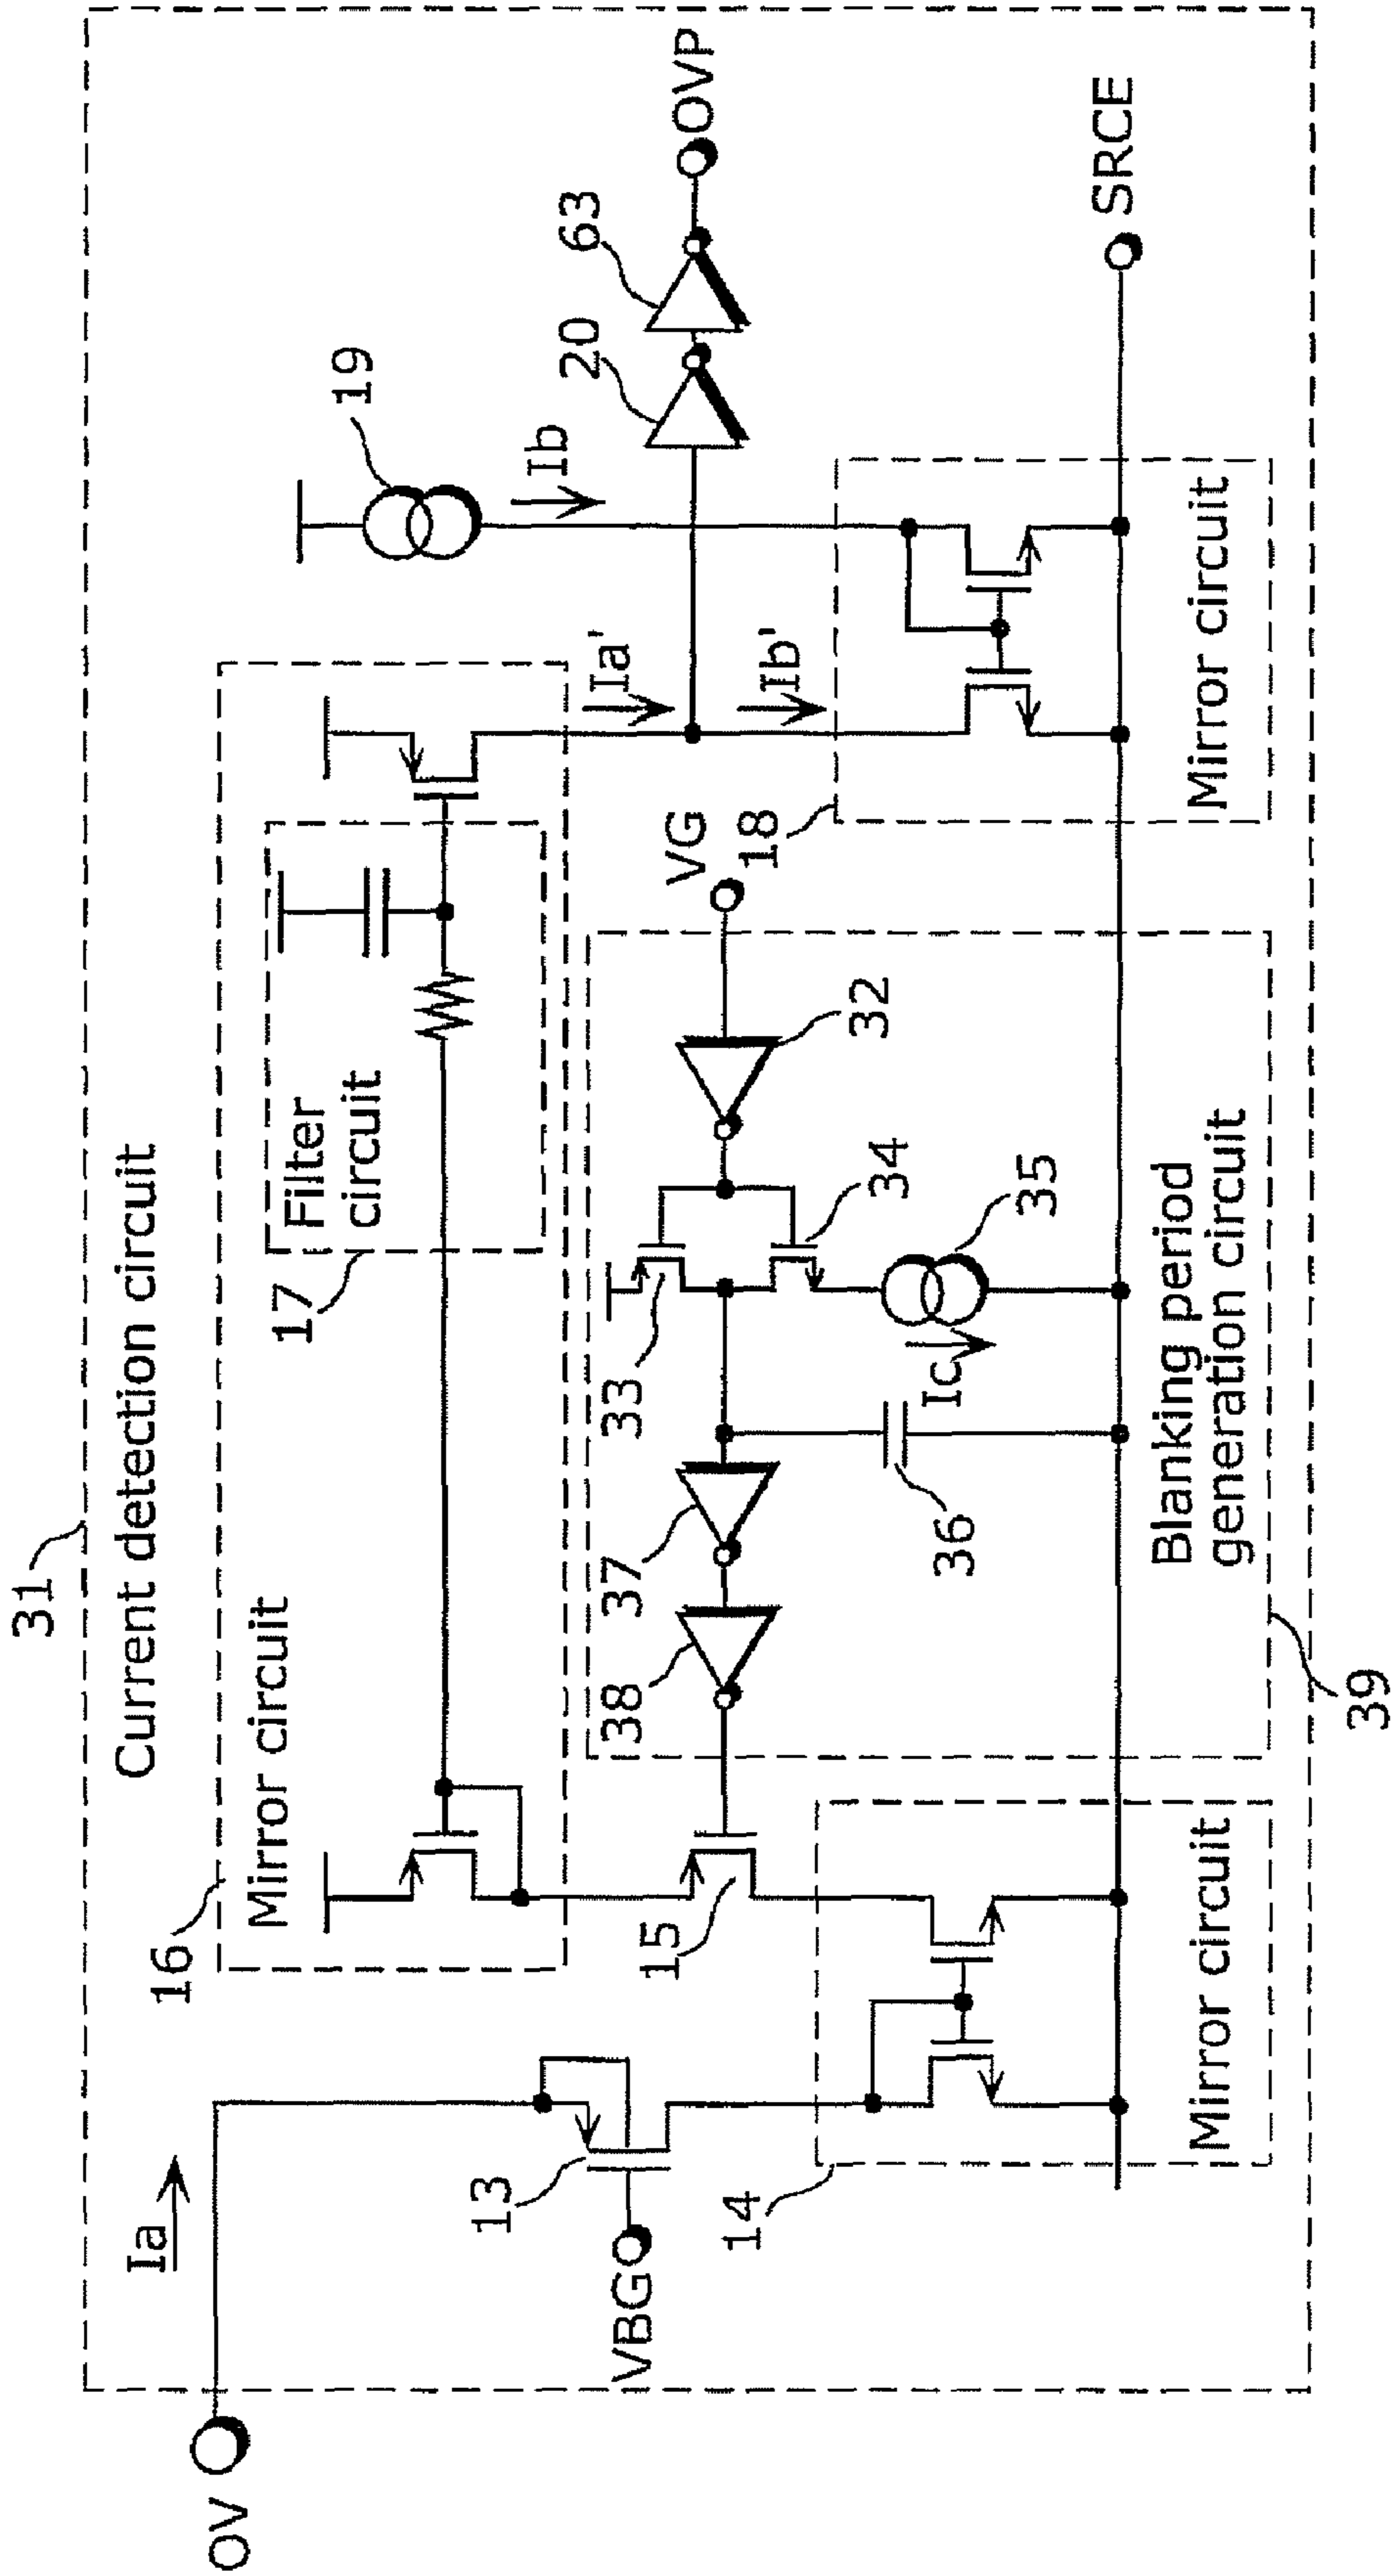 31
Current detection circuit
OV
Ia
16
Mirror circuit
17
Filter
circuit
19
Ib
Ia'
Ib'
20
63
OVP
SRCE
VBG
13
14
Mirror circuit
15
38
37
33
36
Ic
34
35
32
VG
18
Mirror circuit
Blanking period
generation circuit
39